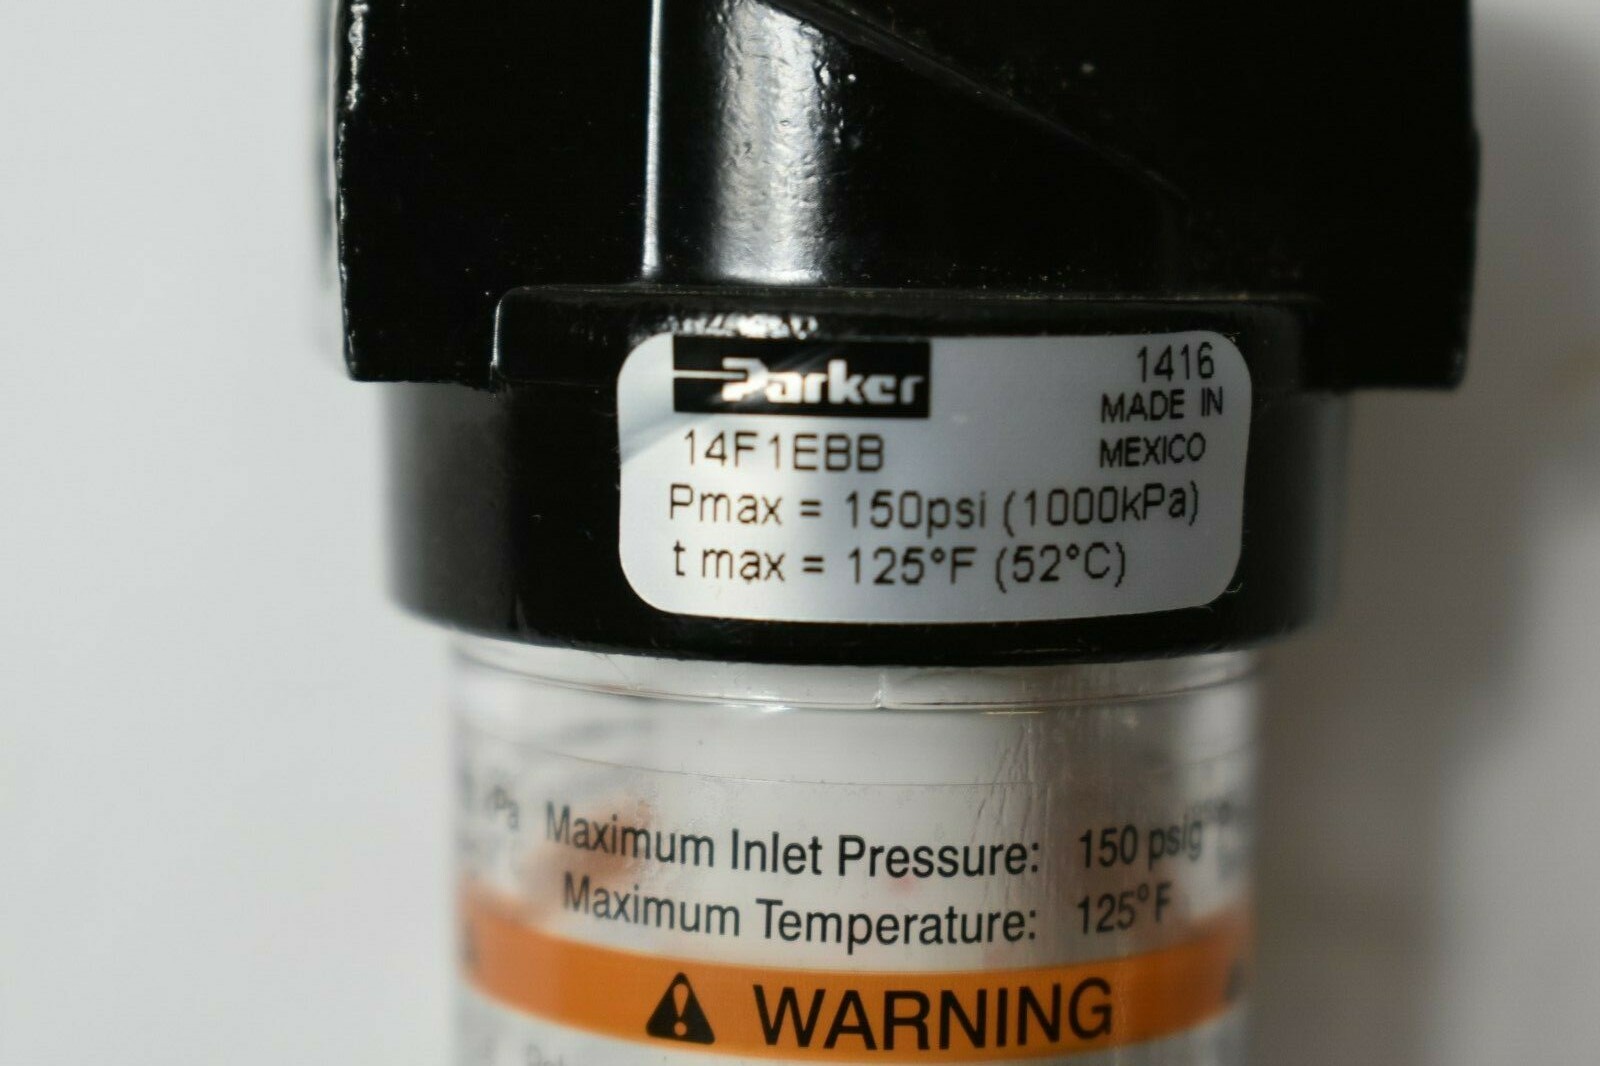 Parker
1416
MADE IN
MEXICO
14F1EBB
Pmax = 150psi (1000kPa)
t max = 125°F (52°C)
kPa
Maximum Inlet Pressure: 150 psig
Maximum Temperature: 125°F
WARNING